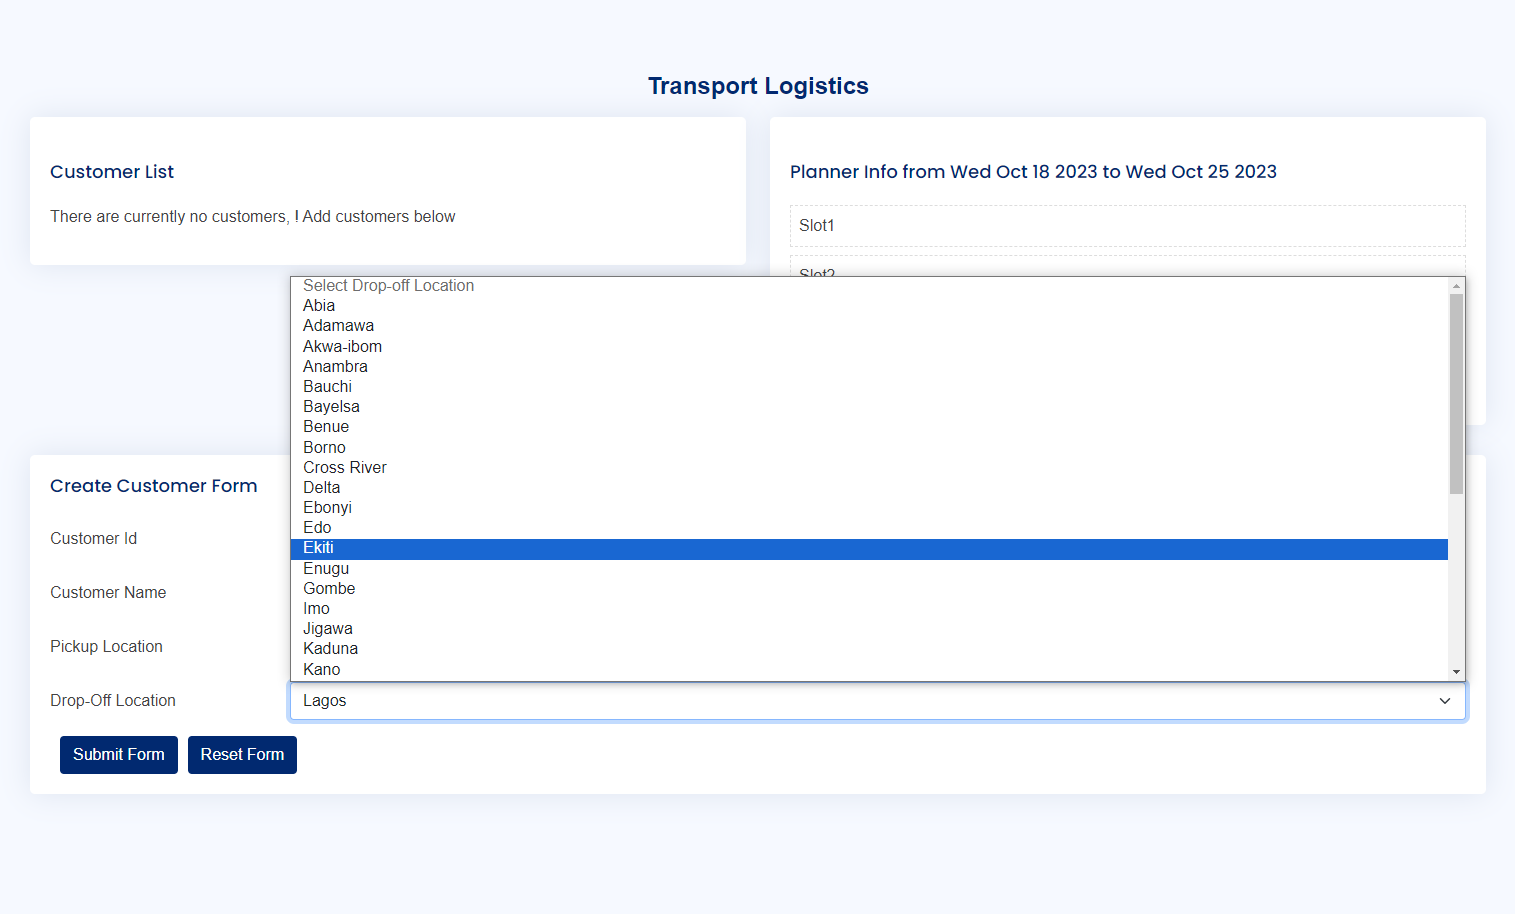 Transport Logistics
Customer List
There are currently no customers, ! Add customers below
Planner Info from Wed Oct 18 2023 to Wed Oct 25 2023
Slot1
Slot2
Select Drop-off Location
Abia
Adamawa
Akwa-ibom
Anambra
Bauchi
Bayelsa
Benue
Borno
Cross River
Delta
Ebonyi
Edo
Ekiti
Enugu
Gombe
Imo
Jigawa
Kaduna
Kano
Create Customer Form
Customer Id
Customer Name
Pickup Location
Drop-Off Location
Lagos
Submit Form
Reset Form